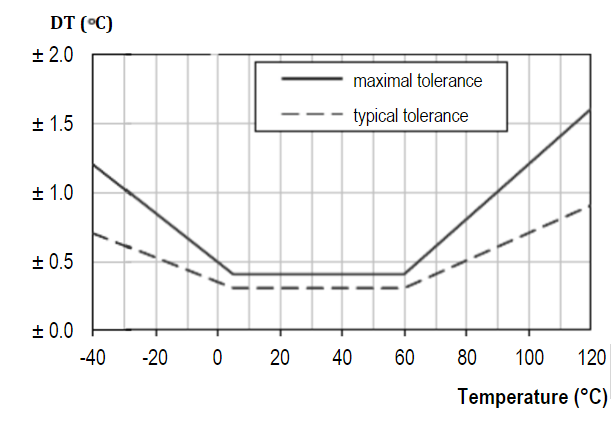 DT (°C)
± 2.0
maximal tolerance
typical tolerance
± 1.5
± 1.0
± 0.5
± 0.0
-40 -20 0 20 40 60 80 100 120
Temperature (°C)